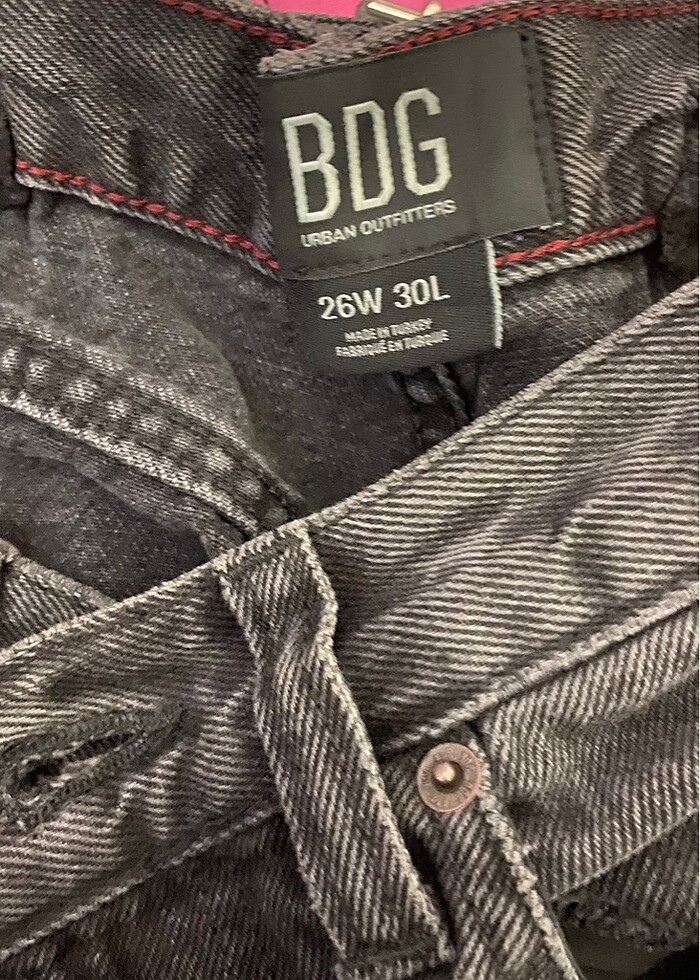 BDG
URBAN OUTFITTERS
26W 30L
MADE IN TURKEY
FABRIQUÉ EN TURQUIE